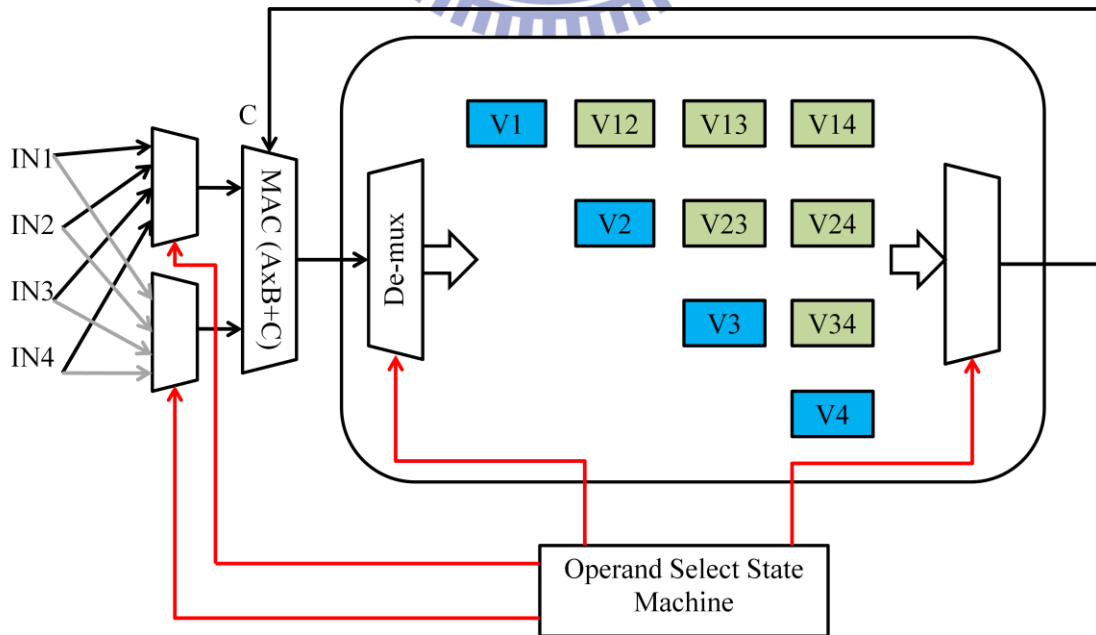 C
IN1
IN2
IN3
IN4
MAC (AxB+C)
De-mux
V1
V12
V13
V14
V2
V23
V24
V3
V34
V4
Operand Select State
Machine